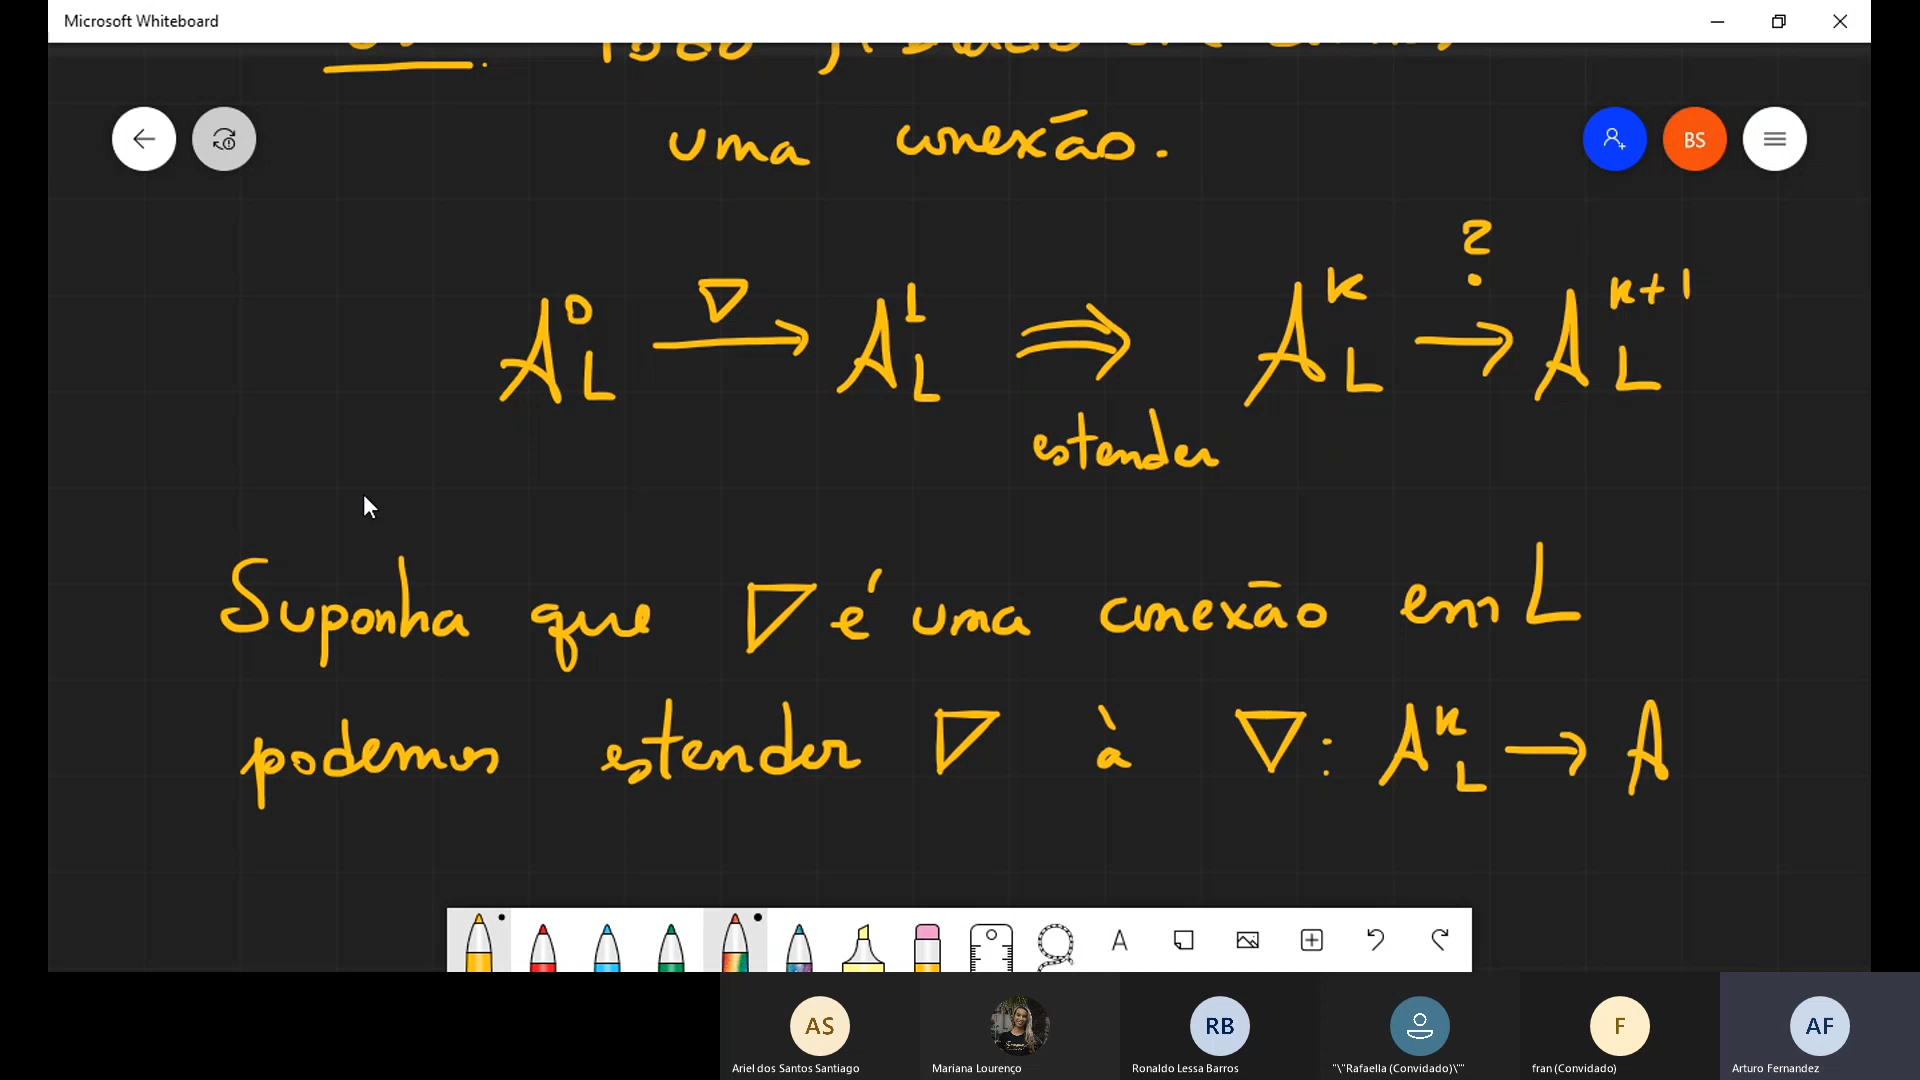 Microsoft Whiteboard
uma conexão.
BS
A⁰_L ∇→ A¹_L ⇒ A^k_L ?→ A^{k+1}_L
estender
Suponha que ∇ é uma conexão em L
podemos estender ∇ à ∇: A^k_L → A
A
AS
RB
F
AF
Ariel dos Santos Santiago
Mariana Lourenço
Ronaldo Lessa Barros
"\"Rafaella (Convidado)\""
fran (Convidado)
Arturo Fernandez